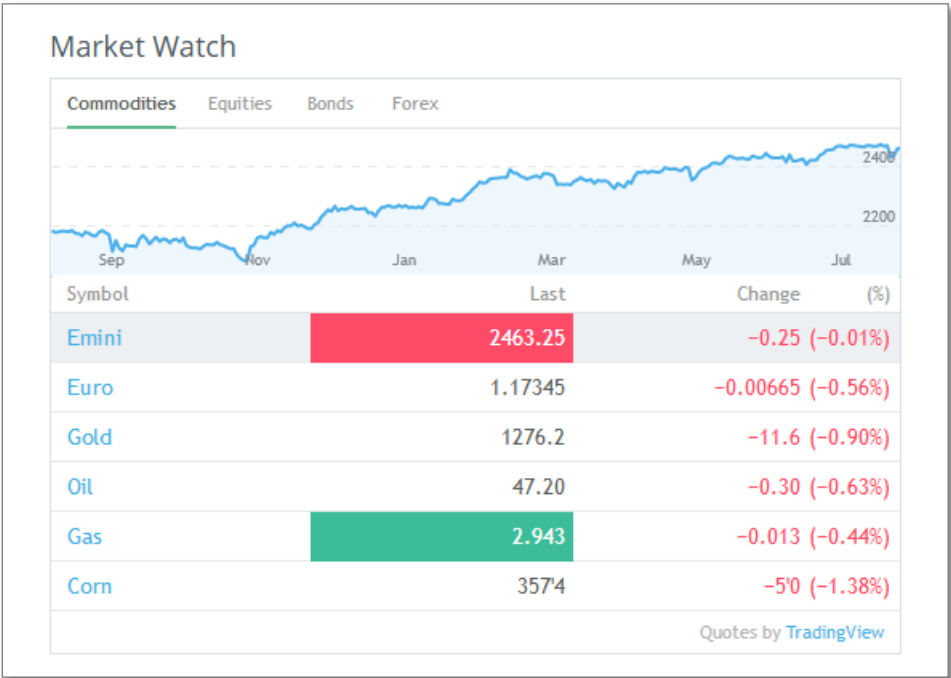 Market Watch
Commodities Equities Bonds Forex
2400
2200
Sep Nov Jan Mar May Jul
Symbol Last Change (%)
Emini 2463.25 −0.25 (−0.01%)
Euro 1.17345 −0.00665 (−0.56%)
Gold 1276.2 −11.6 (−0.90%)
Oil 47.20 −0.30 (−0.63%)
Gas 2.943 −0.013 (−0.44%)
Corn 357'4 −5'0 (−1.38%)
Quotes by TradingView